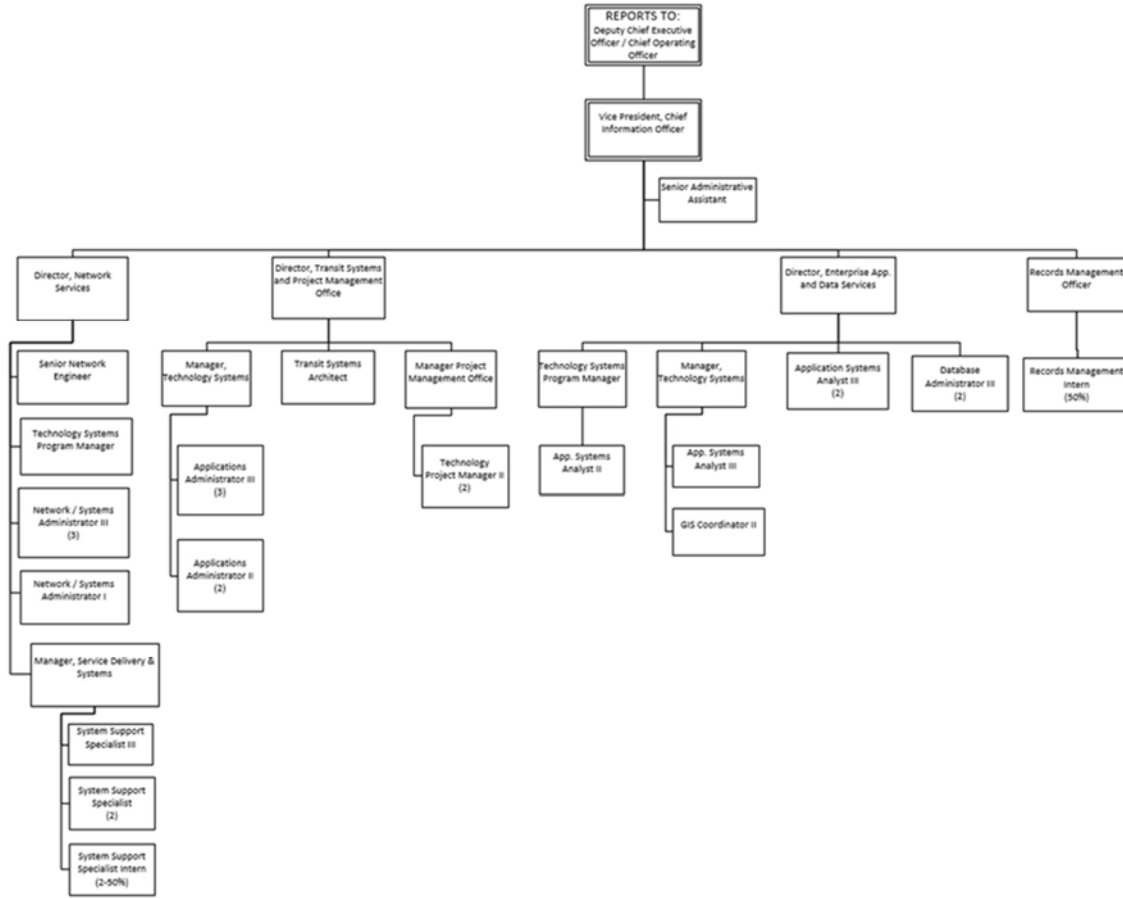 REPORTS TO:
Deputy Chief Executive
Officer / Chief Operating
Officer
Vice President, Chief
Information Officer
Senior Administrative
Assistant
Director, Network
Services
Director, Transit Systems
and Project Management
Office
Director, Enterprise App.
and Data Services
Records Management
Officer
Senior Network
Engineer
Technology Systems
Program Manager
Network / Systems
Administrator III
(3)
Network / Systems
Administrator I
Manager, Service Delivery &
Systems
System Support
Specialist III
System Support
Specialist
(2)
System Support
Specialist Intern
(2-50%)
Manager,
Technology Systems
Applications
Administrator III
(3)
Applications
Administrator II
(2)
Transit Systems
Architect
Manager Project
Management Office
Technology
Project Manager II
(2)
Technology Systems
Program Manager
App. Systems
Analyst II
Manager,
Technology Systems
App. Systems
Analyst III
GIS Coordinator II
Application Systems
Analyst III
(2)
Database
Administrator III
(2)
Records Management
Intern
(50%)